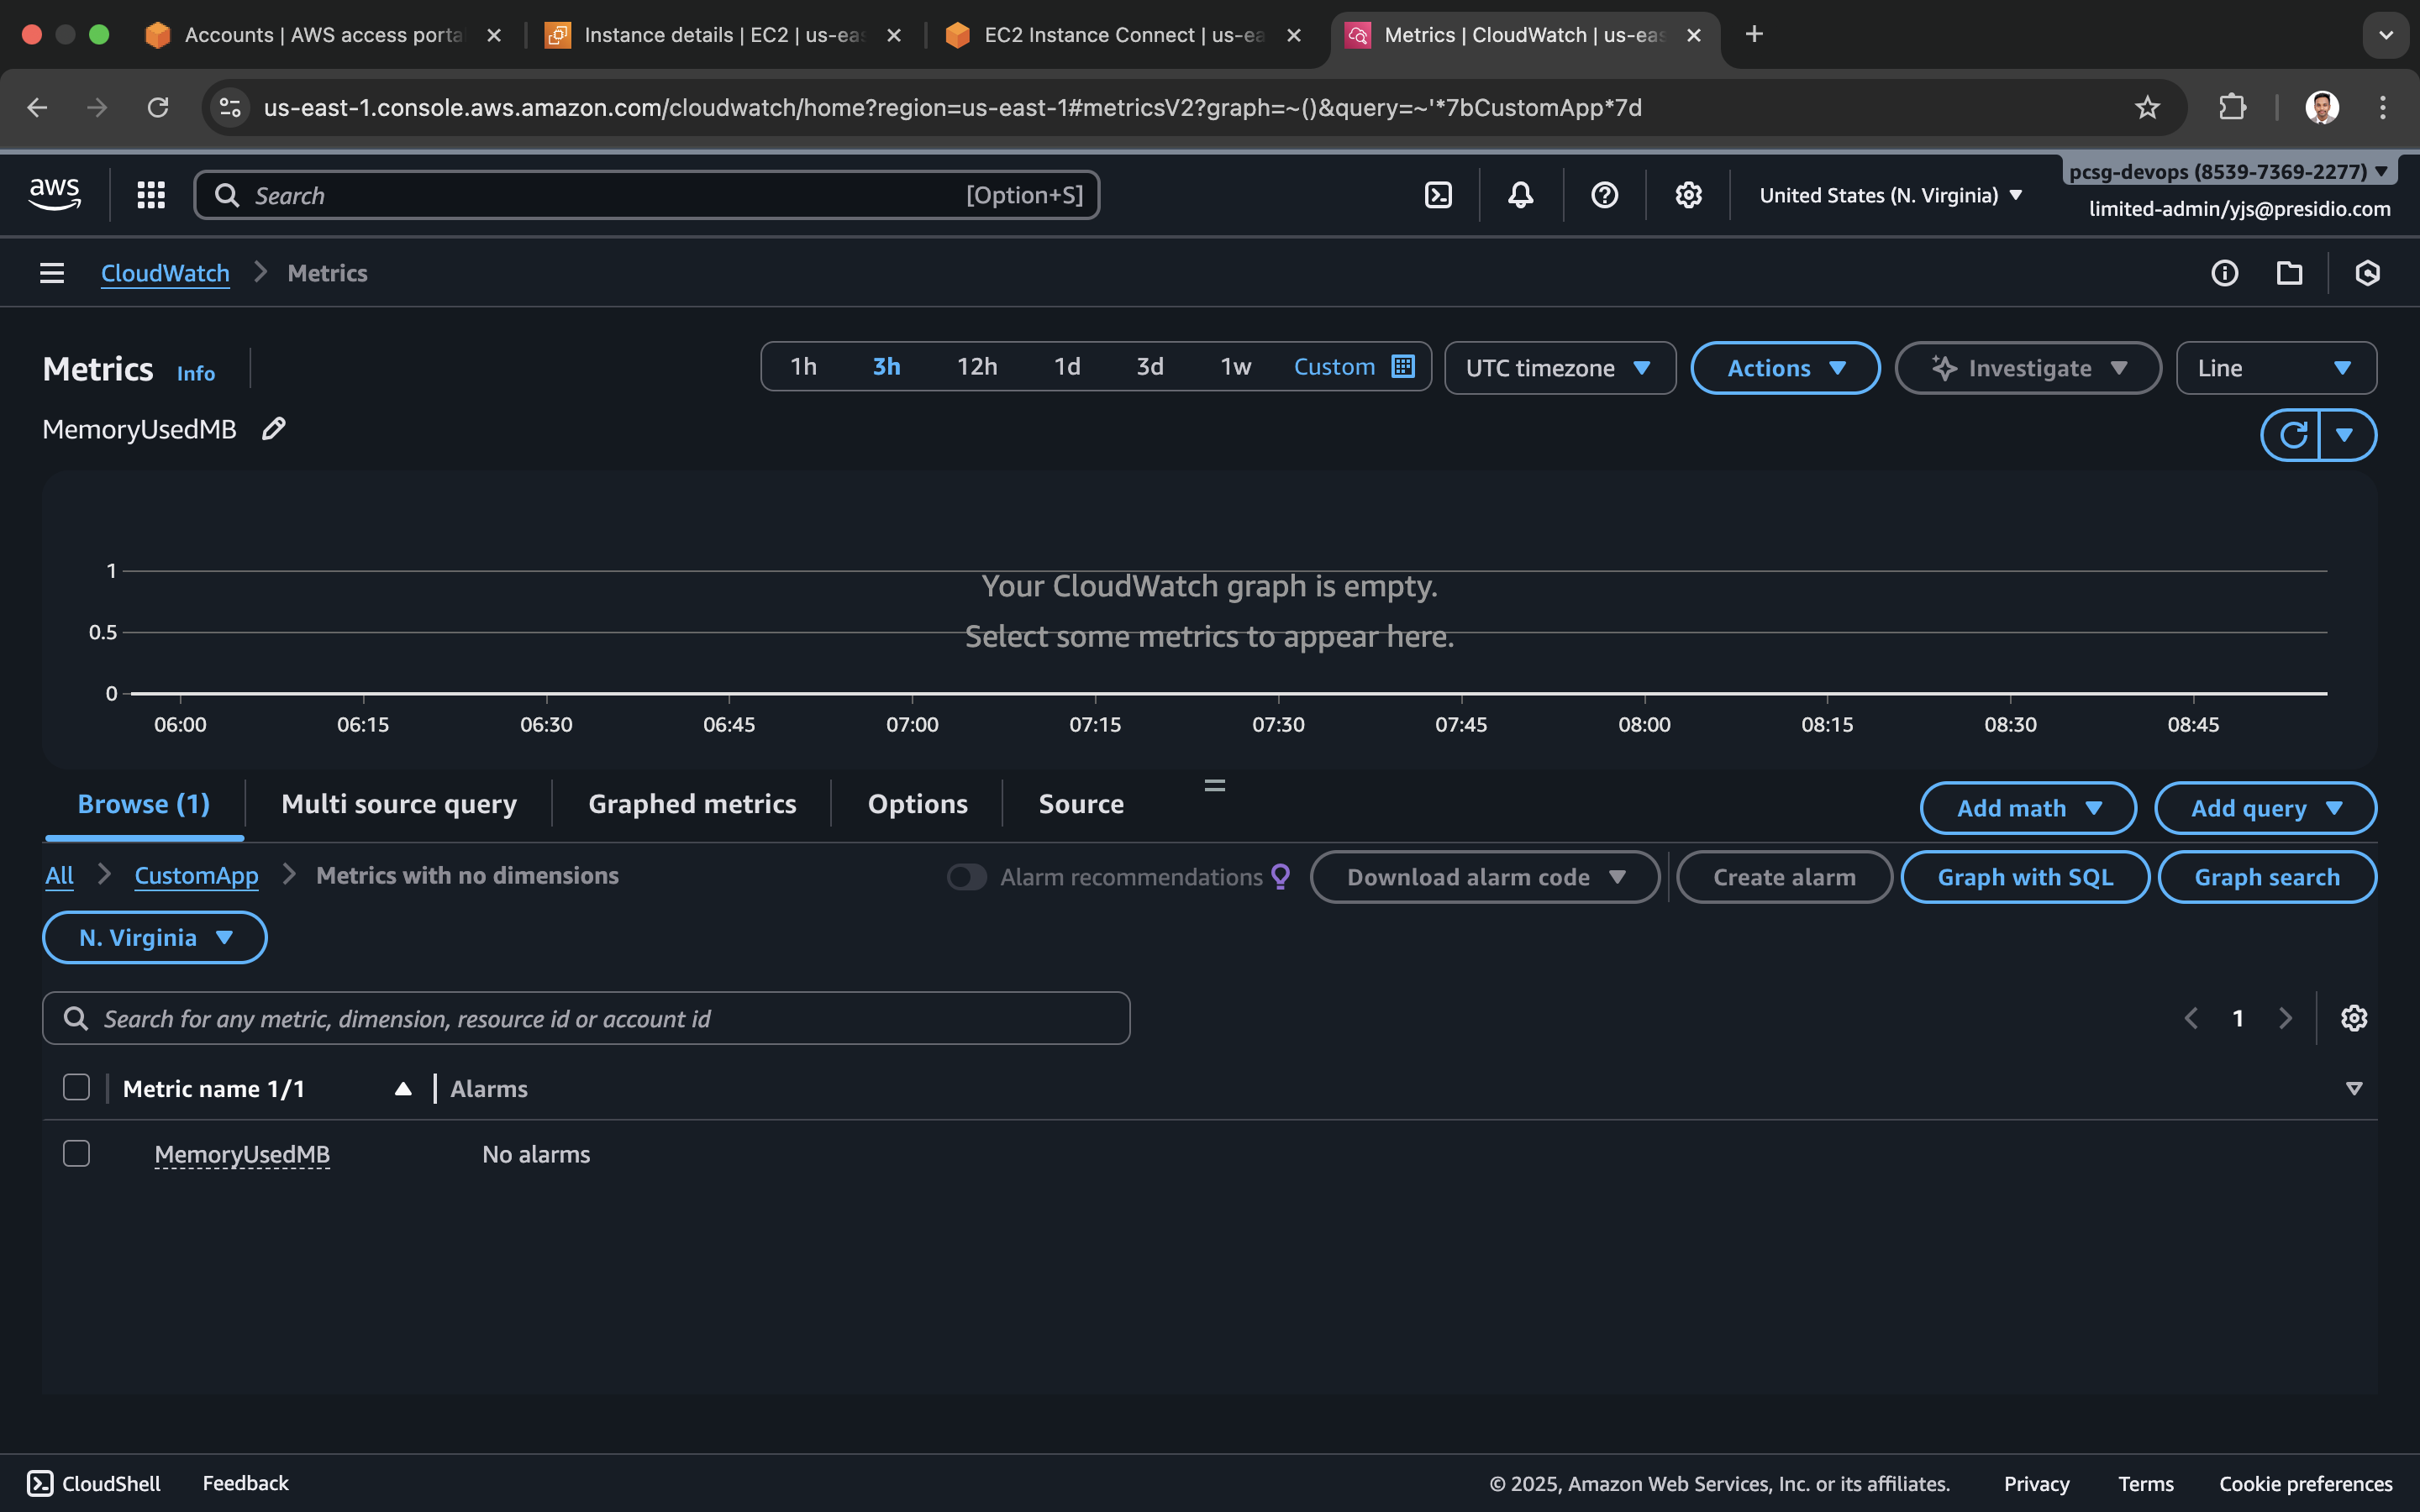 Accounts | AWS access porta
Instance details | EC2 | us-eas
EC2 Instance Connect | us-ea
Metrics | CloudWatch | us-eas
us-east-1.console.aws.amazon.com/cloudwatch/home?region=us-east-1#metricsV2?graph=~()&query=~'*7bCustomApp*7d
aws
Search
[Option+S]
United States (N. Virginia)
pcsg-devops (8539-7369-2277)
limited-admin/yjs@presidio.com
CloudWatch
Metrics
Metrics
Info
1h
3h
12h
1d
3d
1w
Custom
UTC timezone
Actions
Investigate
Line
MemoryUsedMB
Your CloudWatch graph is empty.
Select some metrics to appear here.
1
0.5
0
06:00
06:15
06:30
06:45
07:00
07:15
07:30
07:45
08:00
08:15
08:30
08:45
Browse (1)
Multi source query
Graphed metrics
Options
Source
Add math
Add query
All
CustomApp
Metrics with no dimensions
Alarm recommendations
Download alarm code
Create alarm
Graph with SQL
Graph search
N. Virginia
Search for any metric, dimension, resource id or account id
1
Metric name 1/1
Alarms
MemoryUsedMB
No alarms
CloudShell
Feedback
© 2025, Amazon Web Services, Inc. or its affiliates.
Privacy
Terms
Cookie preferences